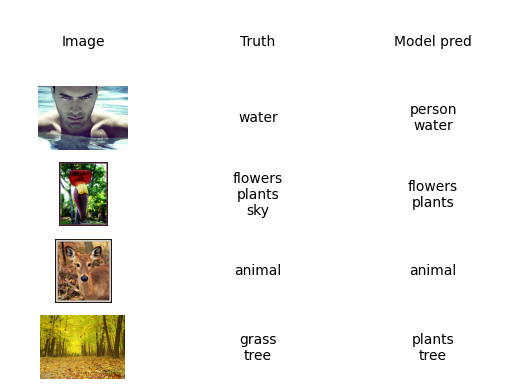 Image Truth Model pred
water person
water
flowers
plants
sky flowers
plants
animal animal
grass
tree plants
tree